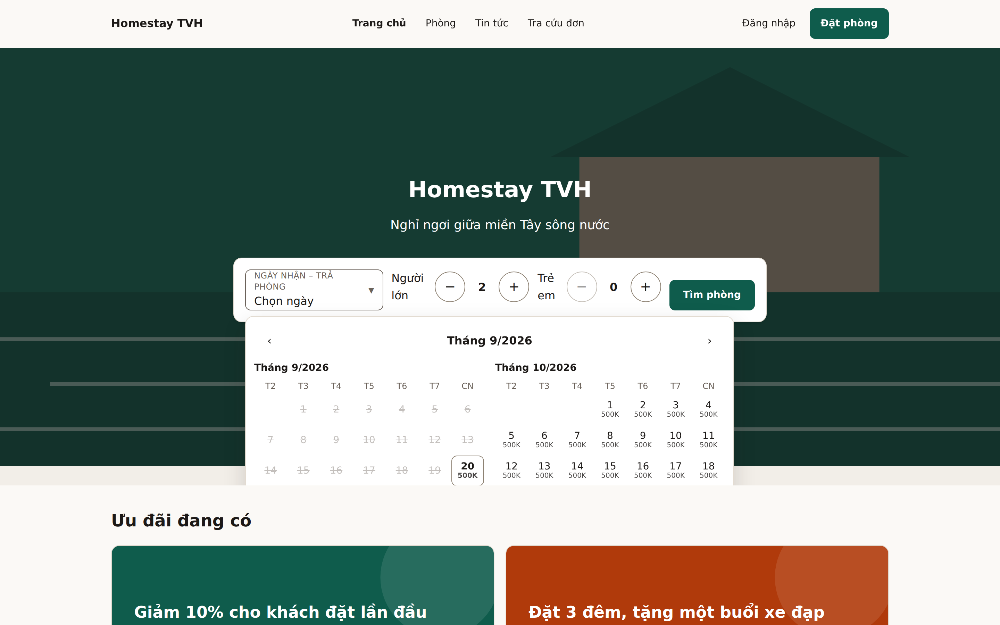 Homestay TVH
Trang chủ Phòng Tin tức Tra cứu đơn
Đăng nhập Đặt phòng
Homestay TVH
Nghỉ ngơi giữa miền Tây sông nước
NGÀY NHẬN – TRẢ
PHÒNG
Chọn ngày ▼
Người
lớn
− 2 +
Trẻ
em
− 0 +
Tìm phòng
‹ Tháng 9/2026 ›
Tháng 9/2026
T2 T3 T4 T5 T6 T7 CN
1 2 3 4 5 6
7 8 9 10 11 12 13
14 15 16 17 18 19 20
500K
Tháng 10/2026
T2 T3 T4 T5 T6 T7 CN
1 2 3 4
500K 500K 500K 500K
5 6 7 8 9 10 11
500K 500K 500K 500K 500K 500K 500K
12 13 14 15 16 17 18
500K 500K 500K 500K 500K 500K 500K
Ưu đãi đang có
Giảm 10% cho khách đặt lần đầu
Đặt 3 đêm, tặng một buổi xe đạp